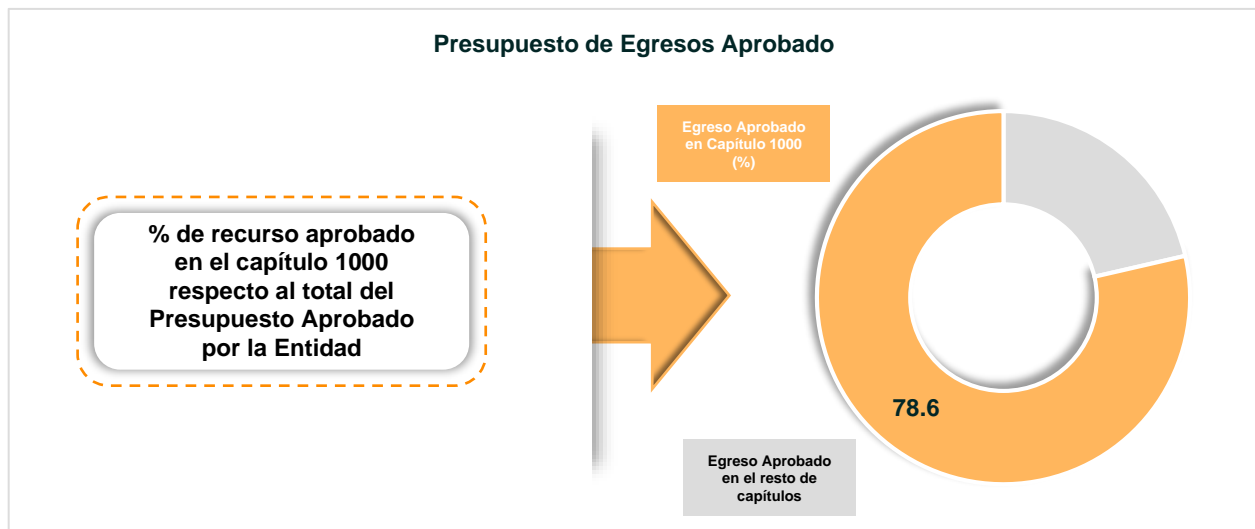 Presupuesto de Egresos Aprobado
% de recurso aprobado
en el capítulo 1000
respecto al total del
Presupuesto Aprobado
por la Entidad
Egreso Aprobado
en Capítulo 1000
(%)
78.6
Egreso Aprobado
en el resto de
capítulos